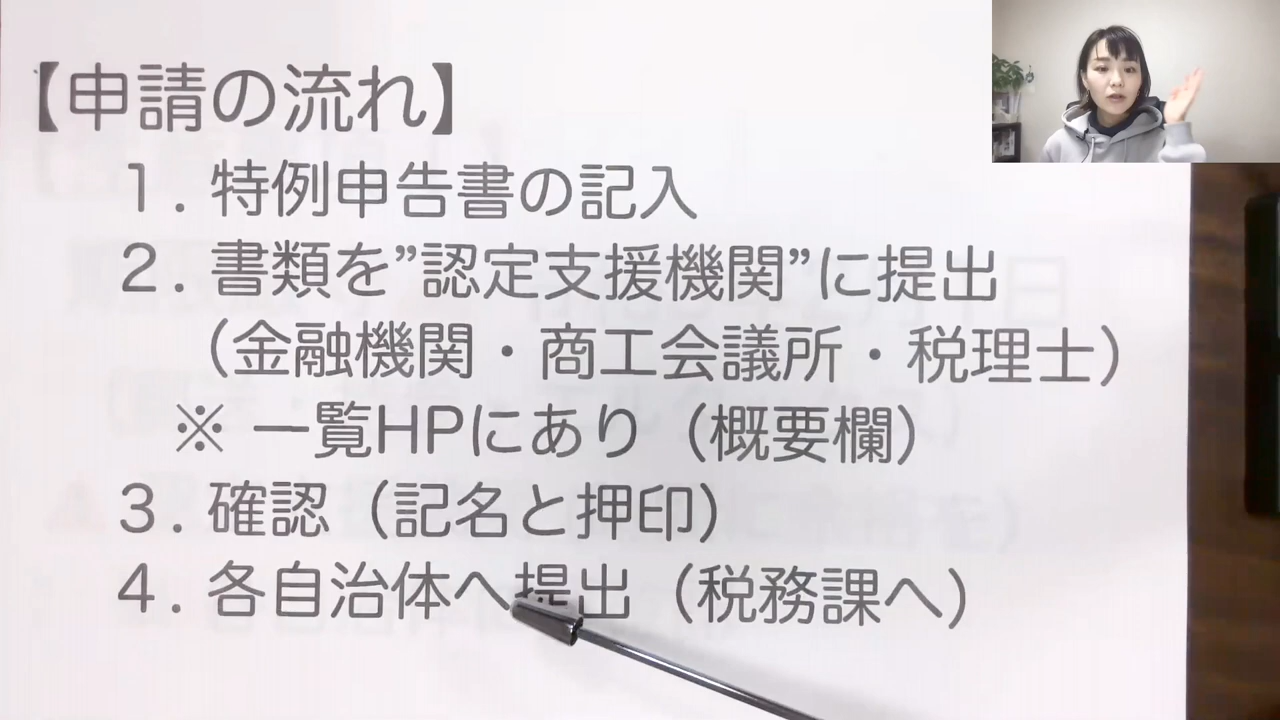 【申請の流れ】
１. 特例申告書の記入
２. 書類を”認定支援機関”に提出
（金融機関・商工会議所・税理士）
※ 一覧HPにあり（概要欄）
３. 確認（記名と押印）
４. 各自治体へ提出（税務課へ）